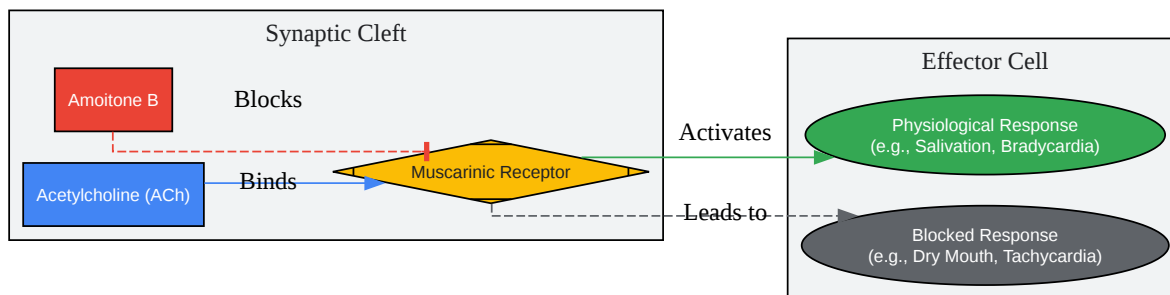 Synaptic Cleft
Effector Cell
Amoitone B
Blocks
Physiological Response
(e.g., Salivation, Bradycardia)
Activates
Muscarinic Receptor
Acetylcholine (ACh)
Binds
Leads to
Blocked Response
(e.g., Dry Mouth, Tachycardia)